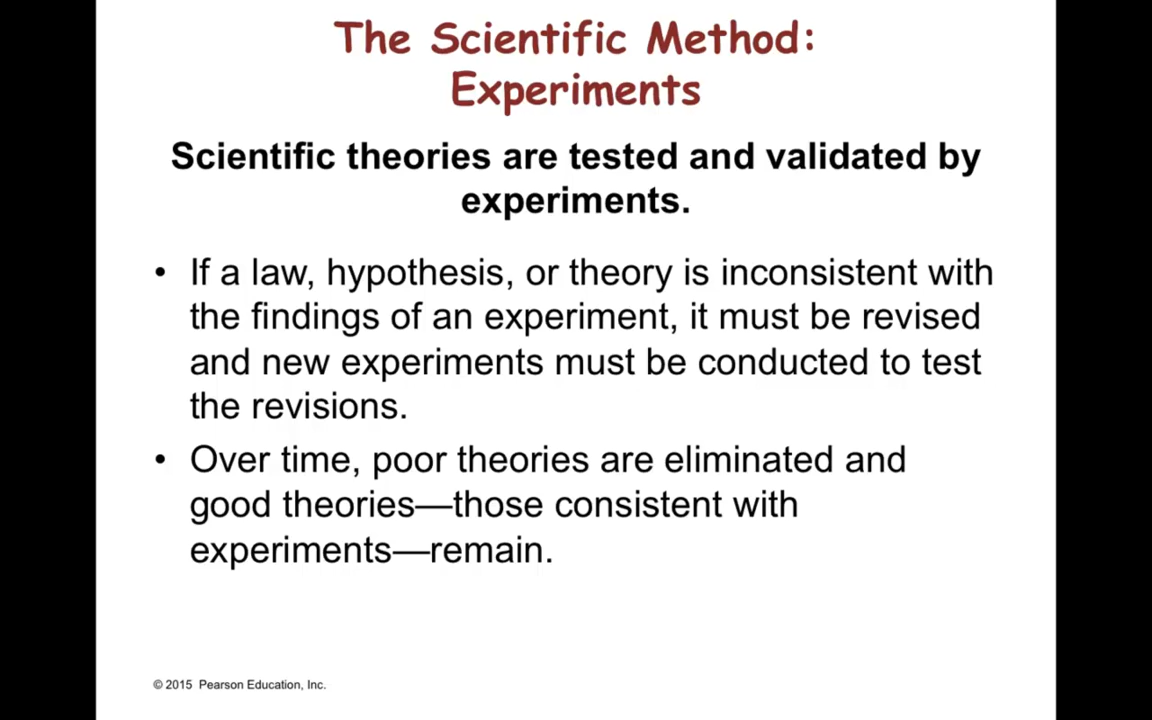 The Scientific Method:
Experiments
Scientific theories are tested and validated by
experiments.
• If a law, hypothesis, or theory is inconsistent with
the findings of an experiment, it must be revised
and new experiments must be conducted to test
the revisions.
• Over time, poor theories are eliminated and
good theories—those consistent with
experiments—remain.
© 2015 Pearson Education, Inc.